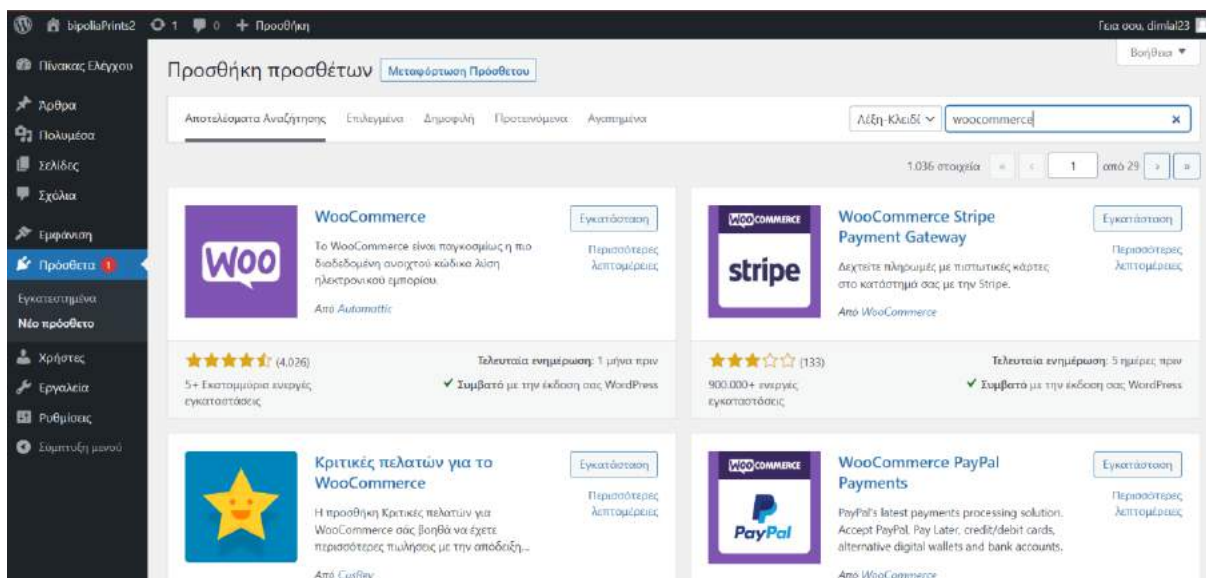 bipoliaPrints2 1 0 + Προσθήκη Γεια σου, dimlal23
Βοήθεια
Πίνακας Ελέγχου
Άρθρα
Πολυμέσα
Σελίδες
Σχόλια
Εμφάνιση
Πρόσθετα 1
Εγκατεστημένα
Νέο πρόσθετο
Χρήστες
Εργαλεία
Ρυθμίσεις
Σύμπτυξη μενού
Προσθήκη προσθέτων Μεταφόρτωση Πρόσθετου
Αποτελέσματα Αναζήτησης Επιλεγμένα Δημοφιλή Προτεινόμενα Αγαπημένα Λέξη-Κλειδί woocommerce
1.036 στοιχεία « ‹ 1 από 29 › »
WOO
WooCommerce
Εγκατάσταση
Περισσότερες
λεπτομέρειες
Το WooCommerce είναι παγκοσμίως η πιο
διαδεδομένη ανοιχτού κώδικα λύση
ηλεκτρονικού εμπορίου.
Από Automattic
(4.026)
5+ Εκατομμύρια ενεργές
εγκαταστάσεις
Τελευταία ενημέρωση: 1 μήνα πριν
Συμβατό με την έκδοση σας WordPress
WOO COMMERCE
stripe
WooCommerce Stripe
Payment Gateway
Εγκατάσταση
Περισσότερες
λεπτομέρειες
Δεχτείτε πληρωμές με πιστωτικές κάρτες
στο κατάστημά σας με την Stripe.
Από WooCommerce
(133)
900.000+ ενεργές
εγκαταστάσεις
Τελευταία ενημέρωση: 5 ημέρες πριν
Συμβατό με την έκδοση σας WordPress
Κριτικές πελατών για το
WooCommerce
Εγκατάσταση
Περισσότερες
λεπτομέρειες
Η προσθήκη Κριτικές πελατών για
WooCommerce σάς βοηθά να έχετε
περισσότερες πωλήσεις με την απόδειξη...
Από CusRev
WOO COMMERCE
PayPal
WooCommerce PayPal
Payments
Εγκατάσταση
Περισσότερες
λεπτομέρειες
PayPal's latest payments processing solution.
Accept PayPal, Pay Later, credit/debit cards,
alternative digital wallets and bank accounts.
Από WooCommerce